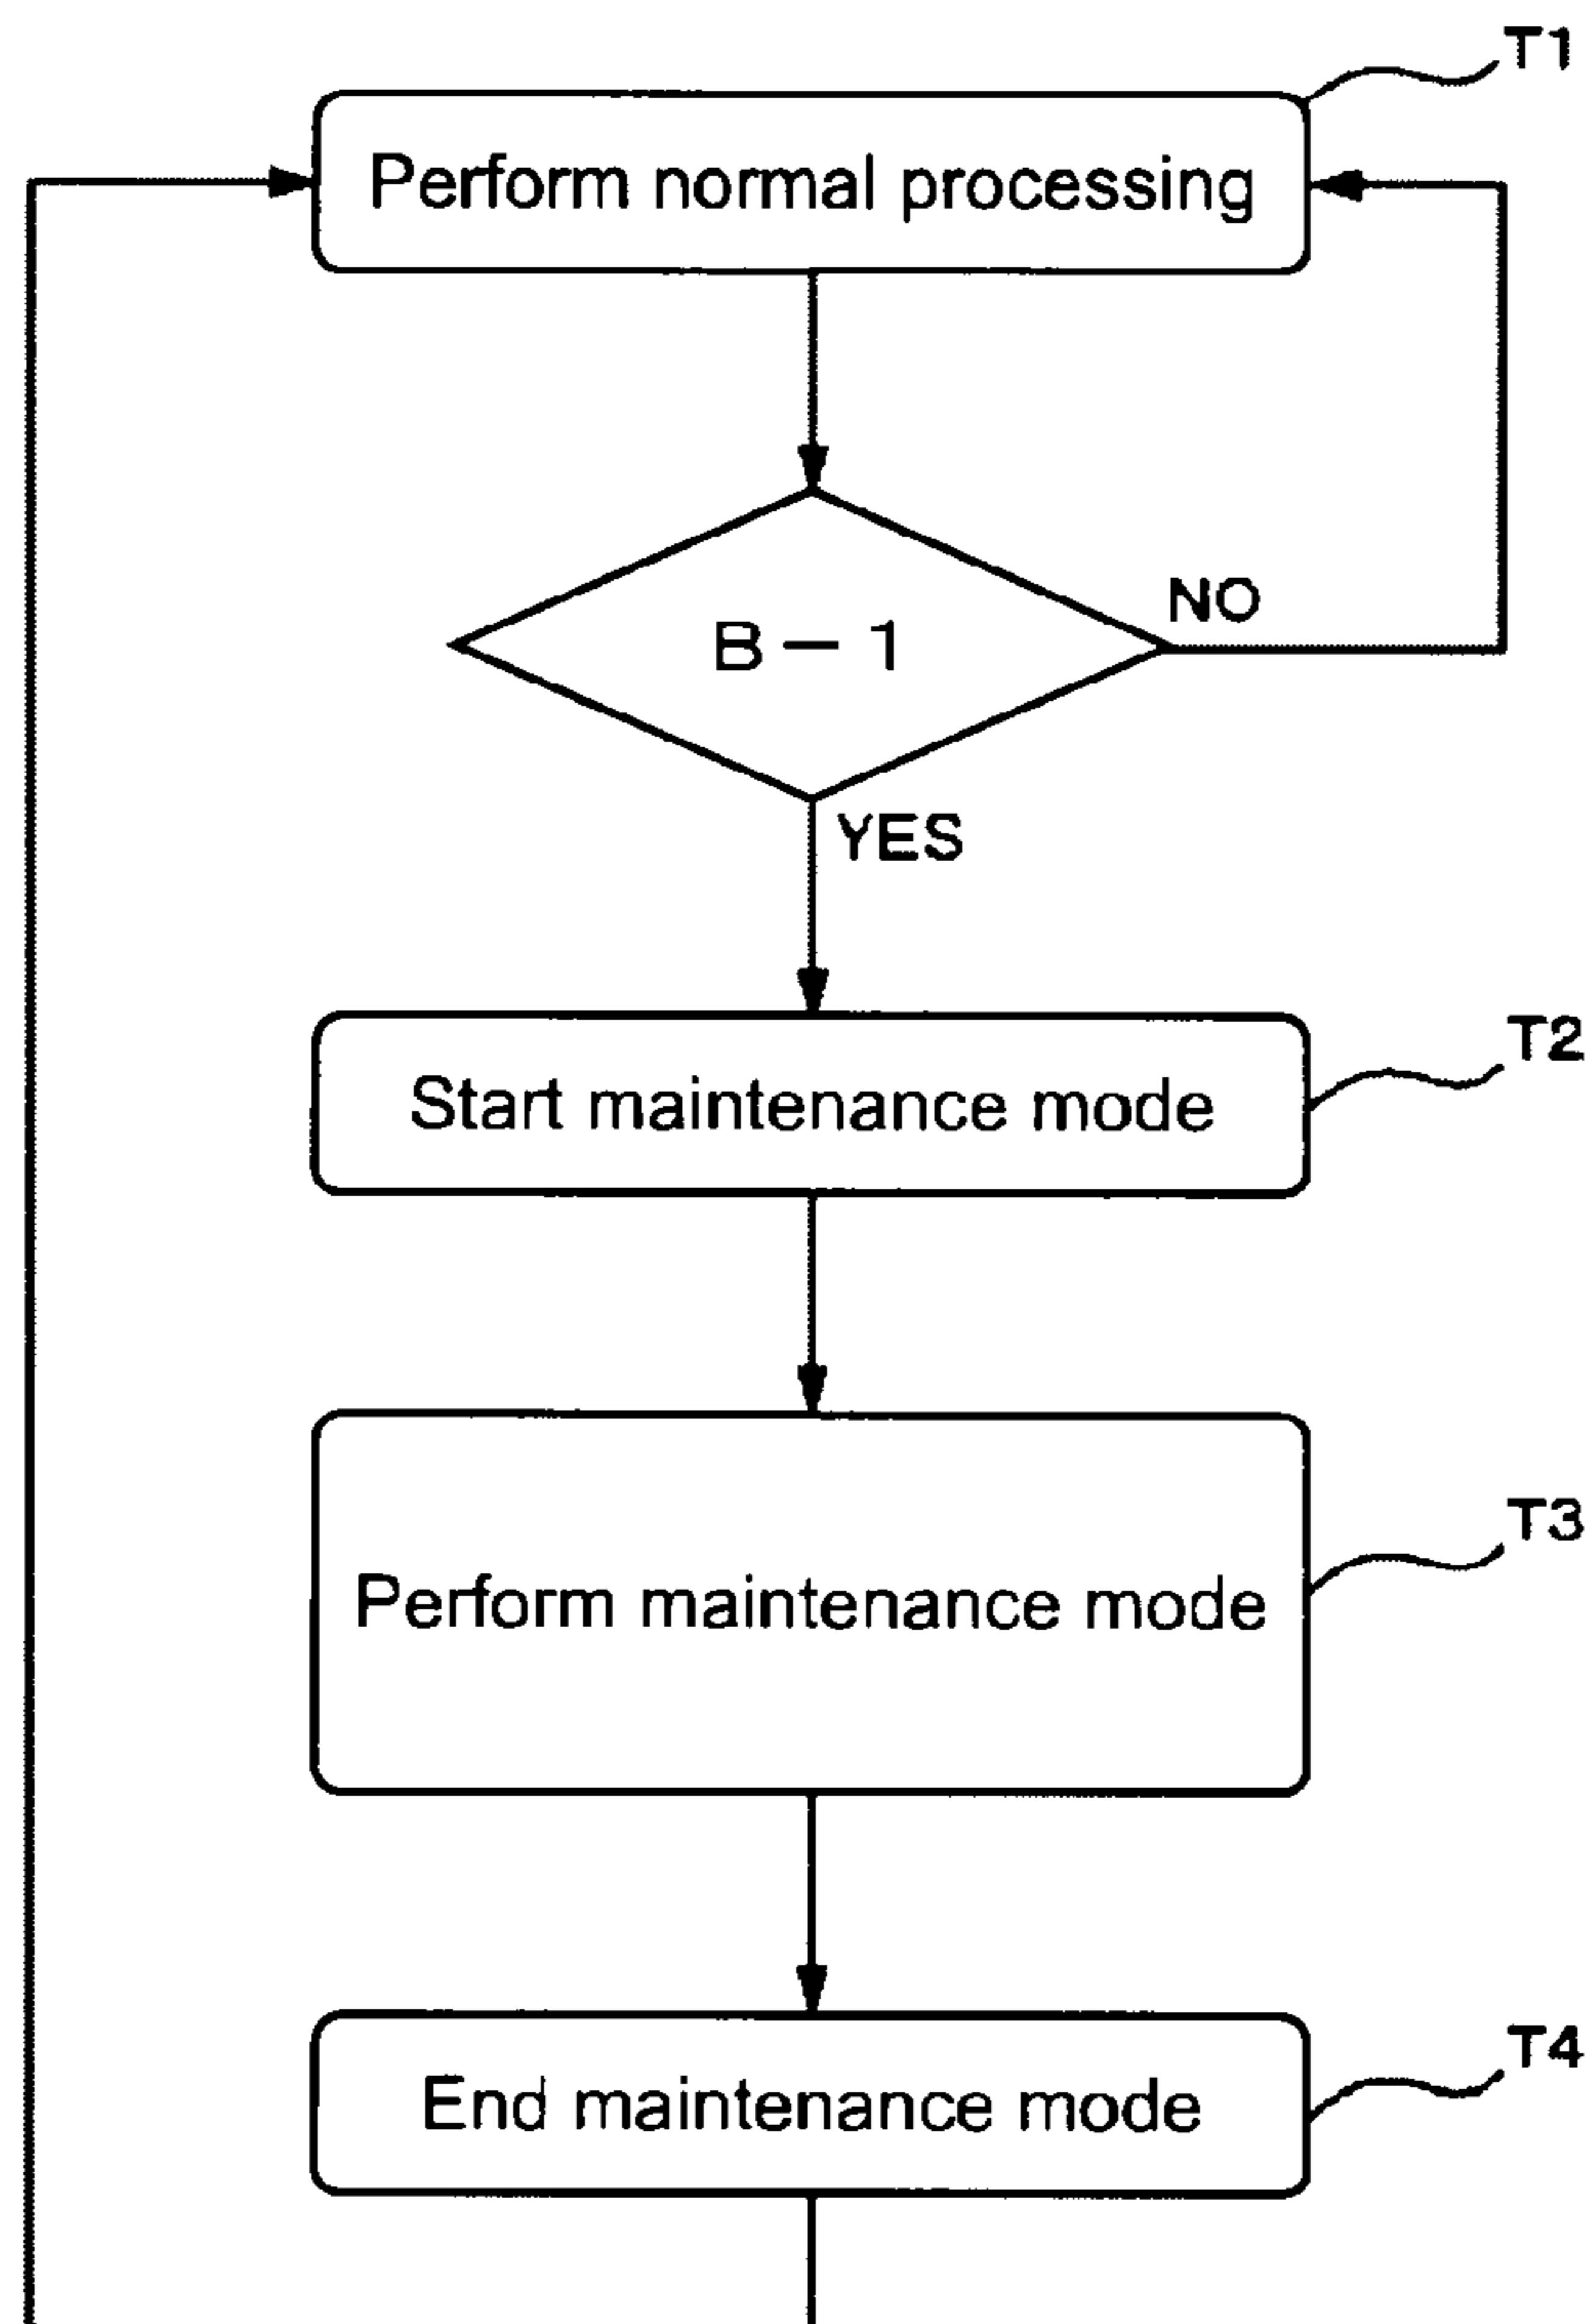 T1
Perform normal processing
B－1
NO
YES
T2
Start maintenance mode
T3
Perform maintenance mode
T4
End maintenance mode